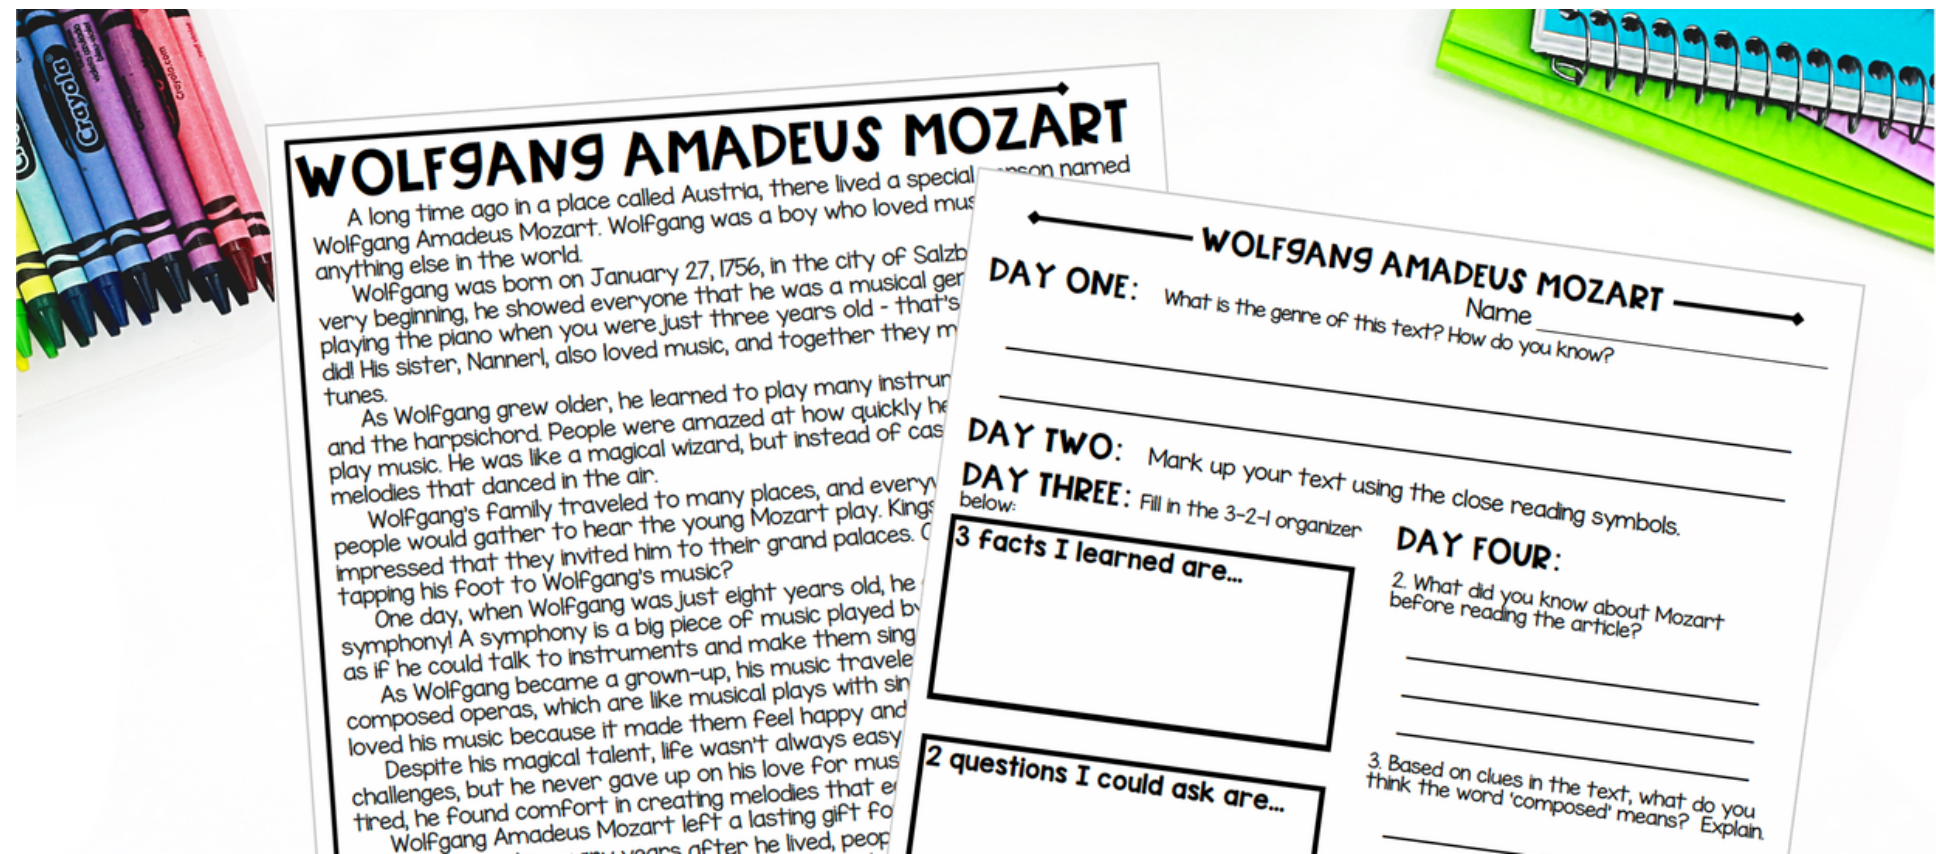 Crayola
Crayola.com
WOLFGANG AMADEUS MOZART
A long time ago in a place called Austria, there lived a special person named
Wolfgang Amadeus Mozart. Wolfgang was a boy who loved
anything else in the world.
Wolfgang was born on January 27, 1756, in the city of
very beginning, he showed everyone that he was a musical
playing the piano when you were just three years old - that's
did! His sister, Nannerl, also loved music, and together they
tunes.
As Wolfgang grew older, he learned to play many
and the harpsichord. People were amazed at how quickly he
play music. He was like a magical wizard, but instead of
melodies that danced in the air.
Wolfgang's family traveled to many places, and
people would gather to hear the young Mozart play. Kings
impressed that they invited him to their grand palaces.
tapping his foot to Wolfgang's music?
One day, when Wolfgang was just eight years old, he
symphony! A symphony is a big piece of music played
as if he could talk to instruments and make them sing
As Wolfgang became a grown-up, his music
composed operas, which are like musical plays with
loved his music because it made them feel happy and
Despite his magical talent, life wasn't always easy
challenges, but he never gave up on his love for
tired, he found comfort in creating melodies that
Wolfgang Amadeus Mozart left a lasting gift
years after he lived,
WOLFGANG AMADEUS MOZART
Name
DAY ONE: What is the genre of this text? How do you know?
DAY TWO: Mark up your text using the close reading symbols.
DAY THREE: Fill in the 3-2-1 organizer
below:
3 facts I learned are...
2 questions I could ask are...
DAY FOUR:
2. What did you know about Mozart
before reading the article?
3. Based on clues in the text, what do you
think the word 'composed' means? Explain.